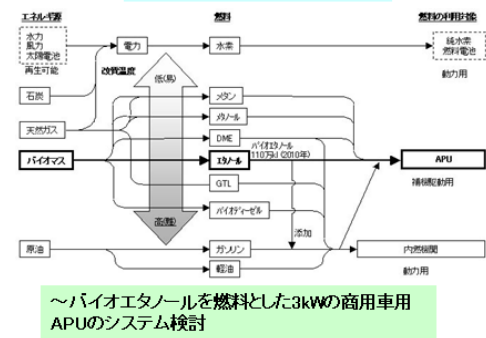 エネルギー源
燃料
燃料の利用技術
水力
風力
太陽電池
再生可能
電力
水素
純水素
燃料電池
動力用
改質温度
低(易)
石炭
メタン
天然ガス
メタノール
DME
バイオエタノール
110万kl(2010年)
バイオマス
エタノール
APU
補機駆動用
GTL
バイオディーゼル
高(難)
添加
原油
ガソリン
内燃機関
軽油
動力用
～バイオエタノールを燃料とした3kWの商用車用
APUのシステム検討